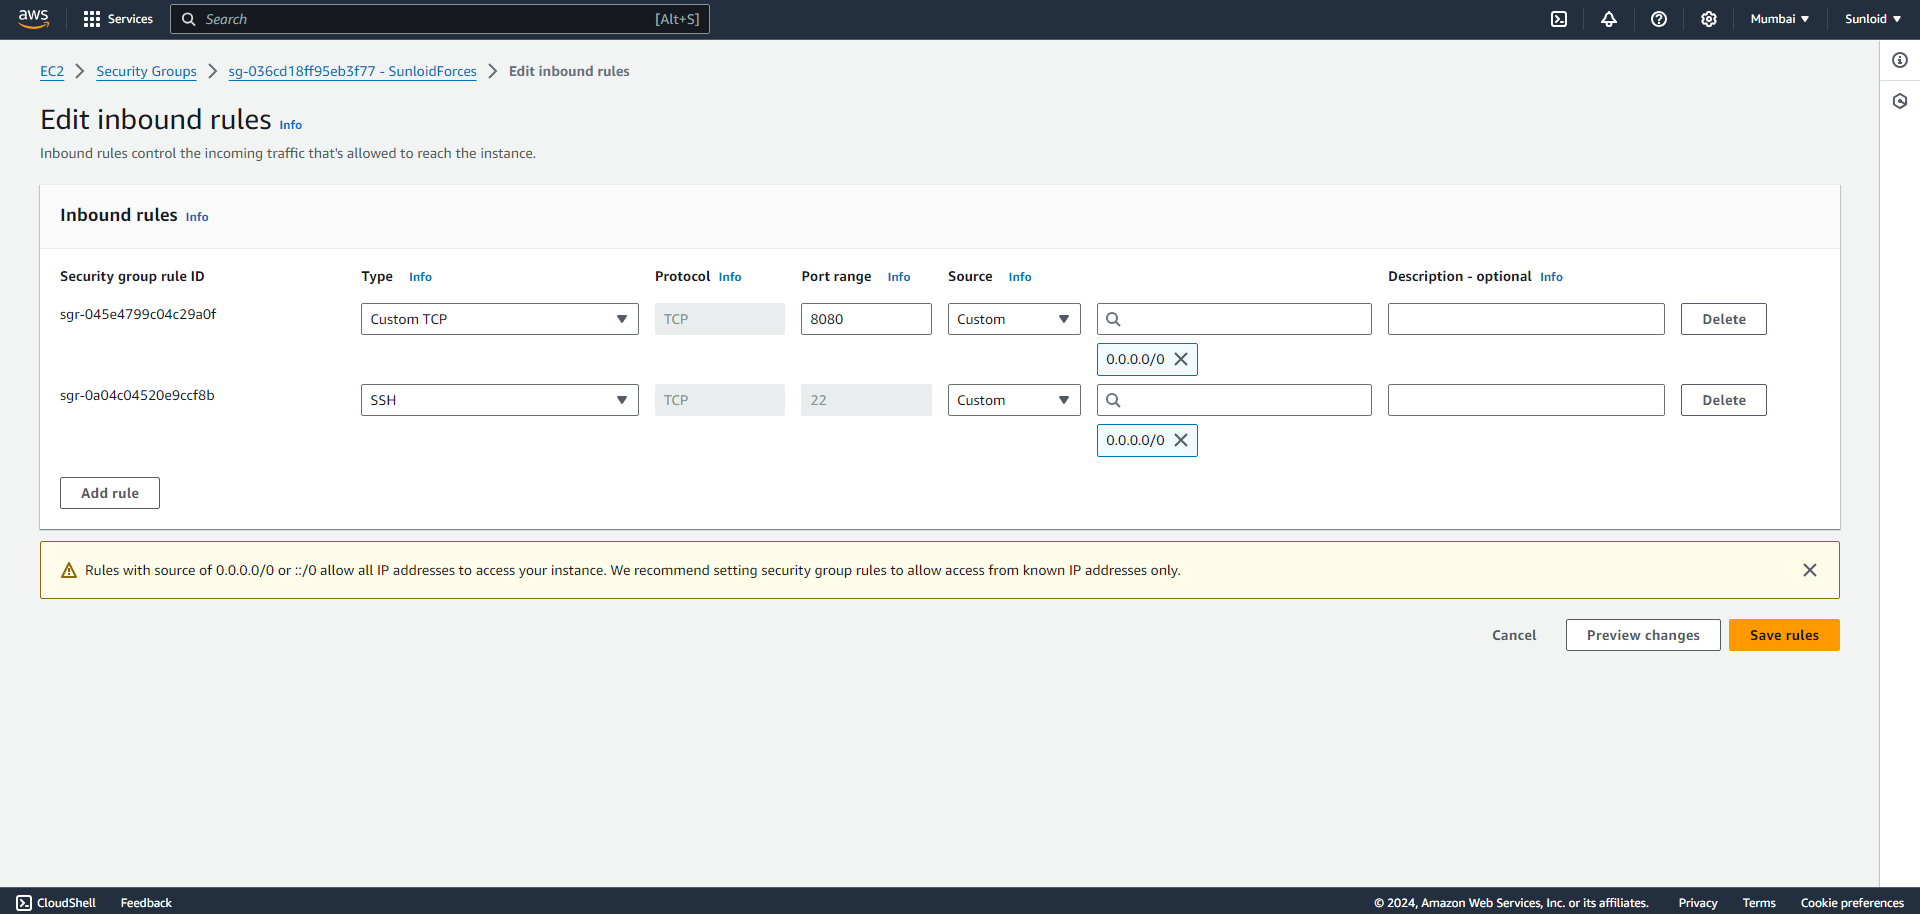 aws Services Search [Alt+S] Mumbai Sunloid
EC2 Security Groups sg-036cd18ff95eb3f77 - SunloidForces Edit inbound rules
Edit inbound rules Info
Inbound rules control the incoming traffic that's allowed to reach the instance.
Inbound rules Info
Security group rule ID Type Info Protocol Info Port range Info Source Info Description - optional Info
sgr-045e4799c04c29a0f Custom TCP TCP 8080 Custom Delete
0.0.0.0/0
sgr-0a04c04520e9ccf8b SSH TCP 22 Custom Delete
0.0.0.0/0
Add rule
Rules with source of 0.0.0.0/0 or ::/0 allow all IP addresses to access your instance. We recommend setting security group rules to allow access from known IP addresses only.
Cancel Preview changes Save rules
CloudShell Feedback © 2024, Amazon Web Services, Inc. or its affiliates. Privacy Terms Cookie preferences